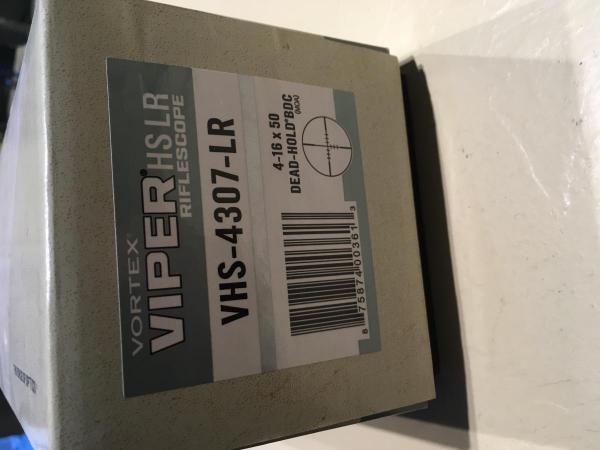 VORTEX®
VIPER® HS LR
RIFLESCOPE
VHS-4307-LR
4-16 x 50
DEAD-HOLD® BDC
(MOA)
8 75874 00361 3